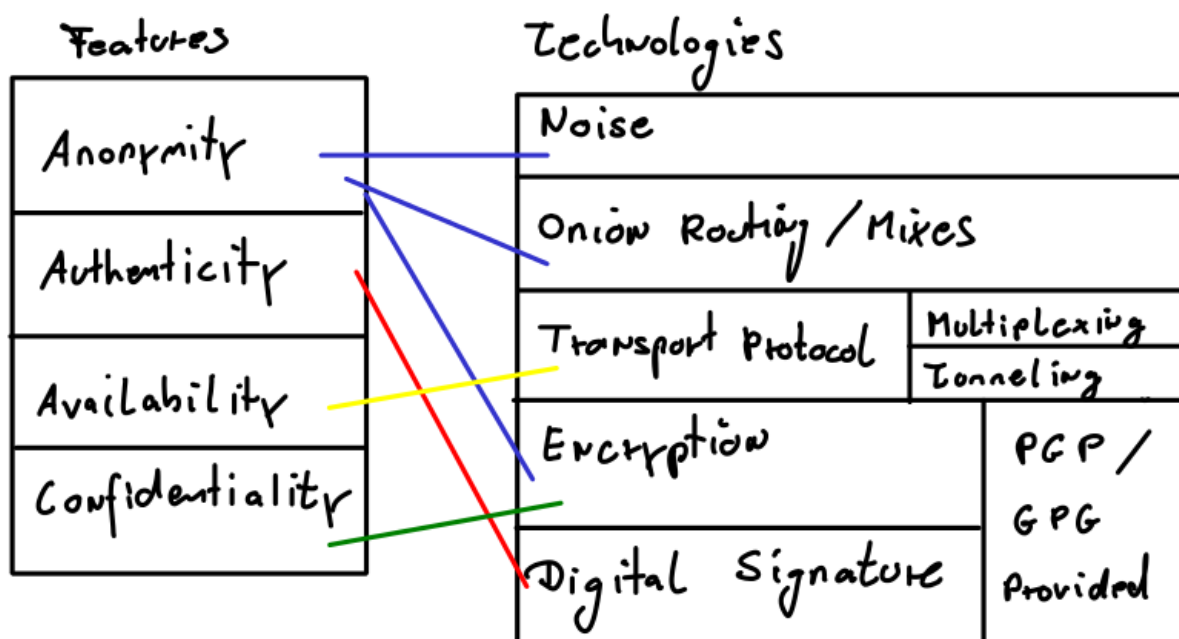 Features
Technologies
Anonymity
Authenticity
Availability
Confidentiality
Noise
Onion Routing / Mixes
Transport Protocol
Multiplexing
Tonneling
Encryption
Digital Signature
PGP /
GPG
Provided